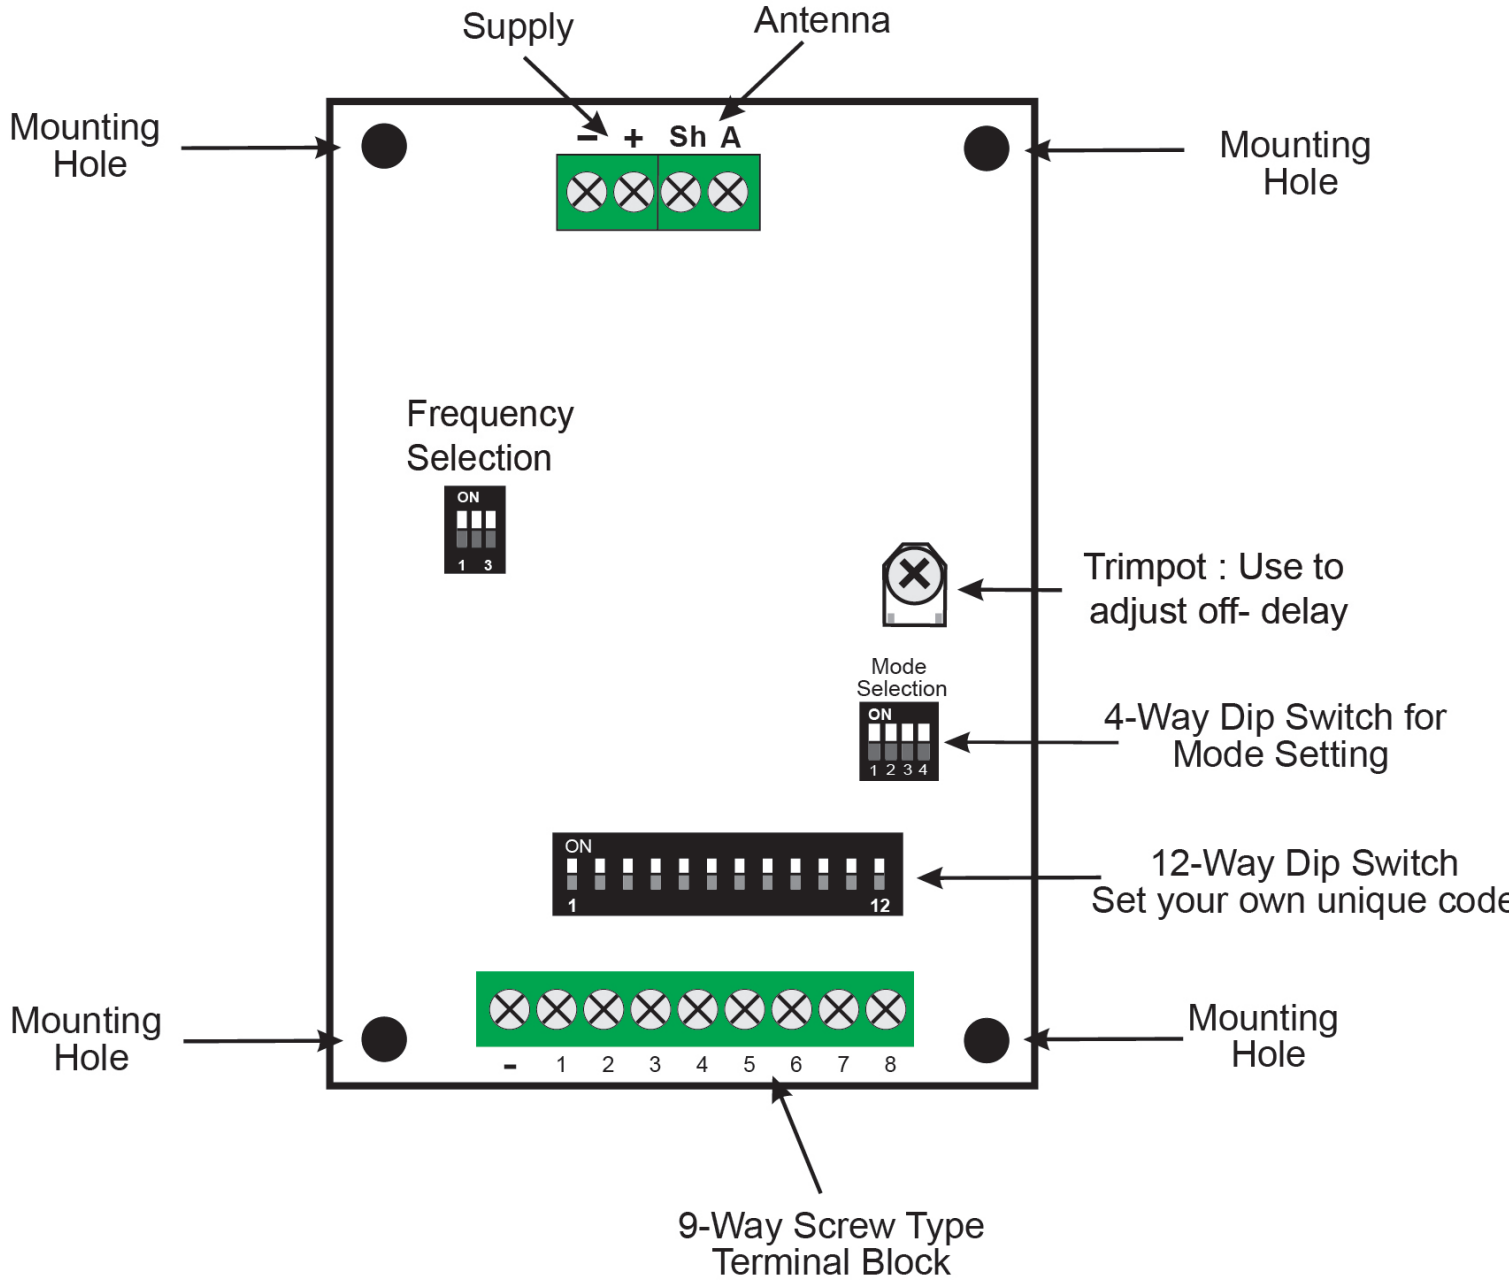 Supply
Antenna
Mounting
Hole
Mounting
Hole
- + Sh A
Frequency
Selection
ON
1 3
Trimpot : Use to
adjust off- delay
Mode
Selection
ON
1 2 3 4
4-Way Dip Switch for
Mode Setting
ON
1 12
12-Way Dip Switch
Set your own unique code
Mounting
Hole
Mounting
Hole
- 1 2 3 4 5 6 7 8
9-Way Screw Type
Terminal Block